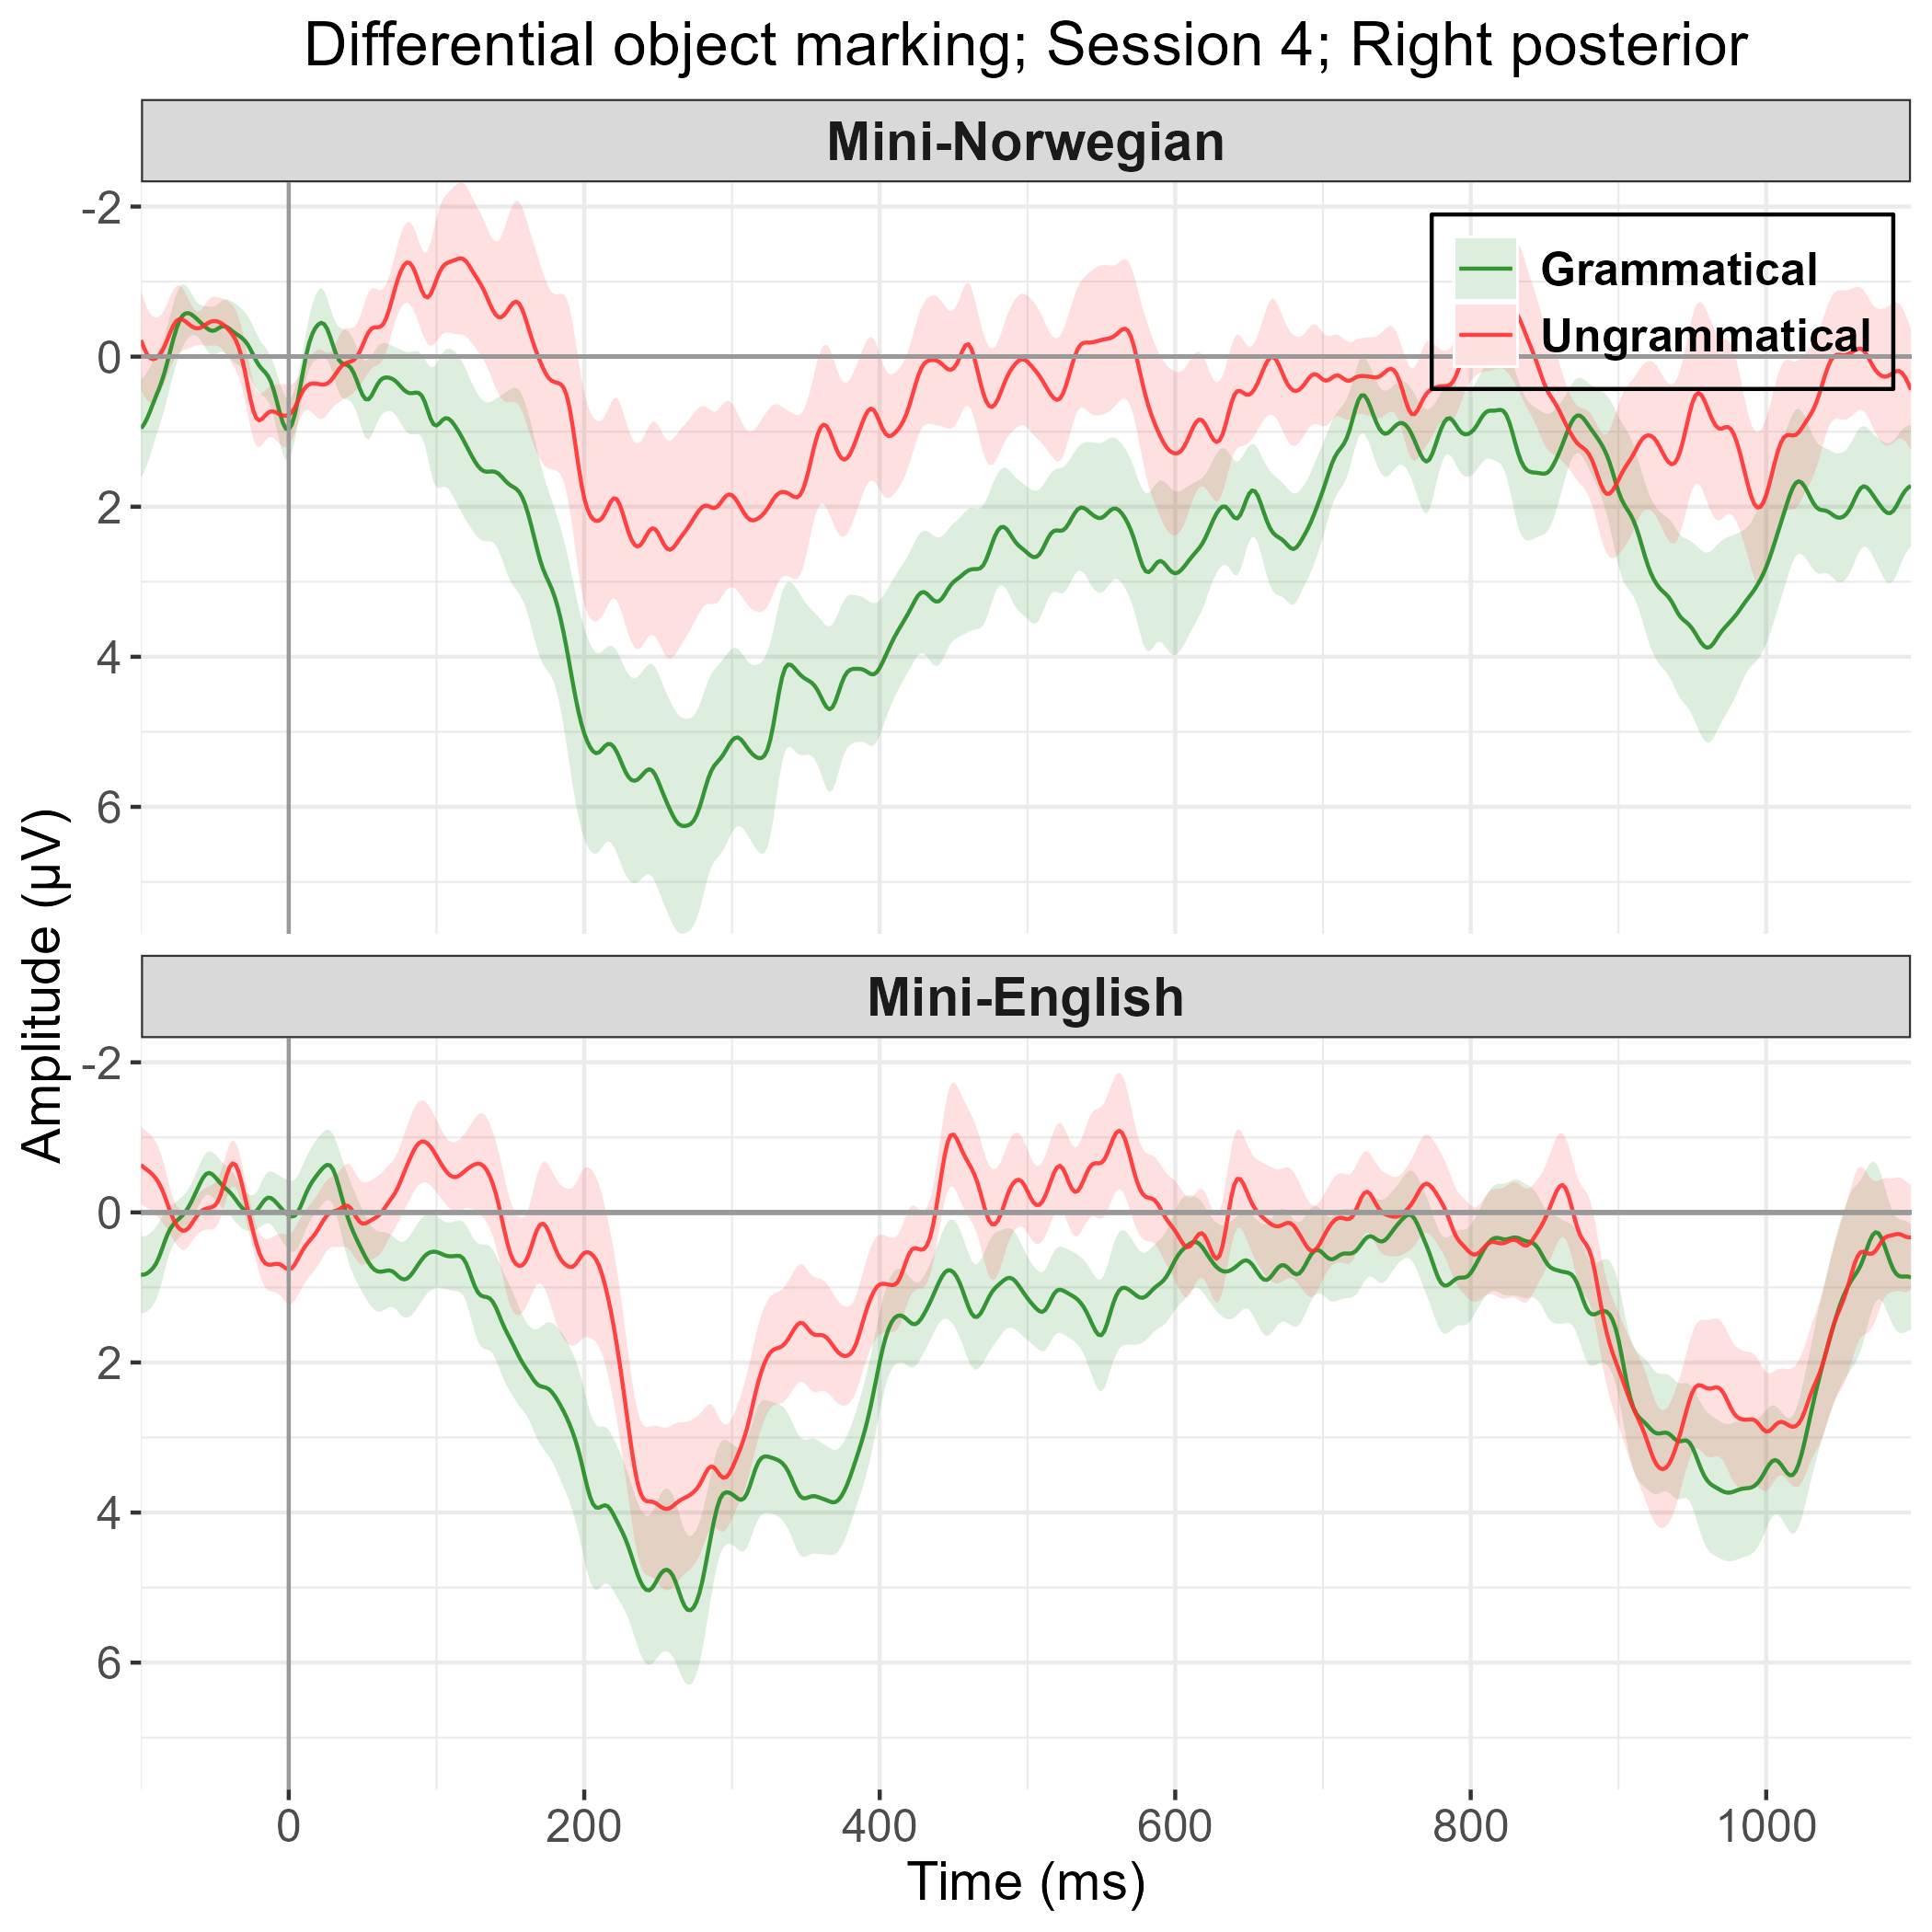 Differential object marking; Session 4; Right posterior
Mini-Norwegian
-2
0
2
4
6
Grammatical
Ungrammatical
Amplitude (µV)
Mini-English
-2
0
2
4
6
0 200 400 600 800 1000
Time (ms)